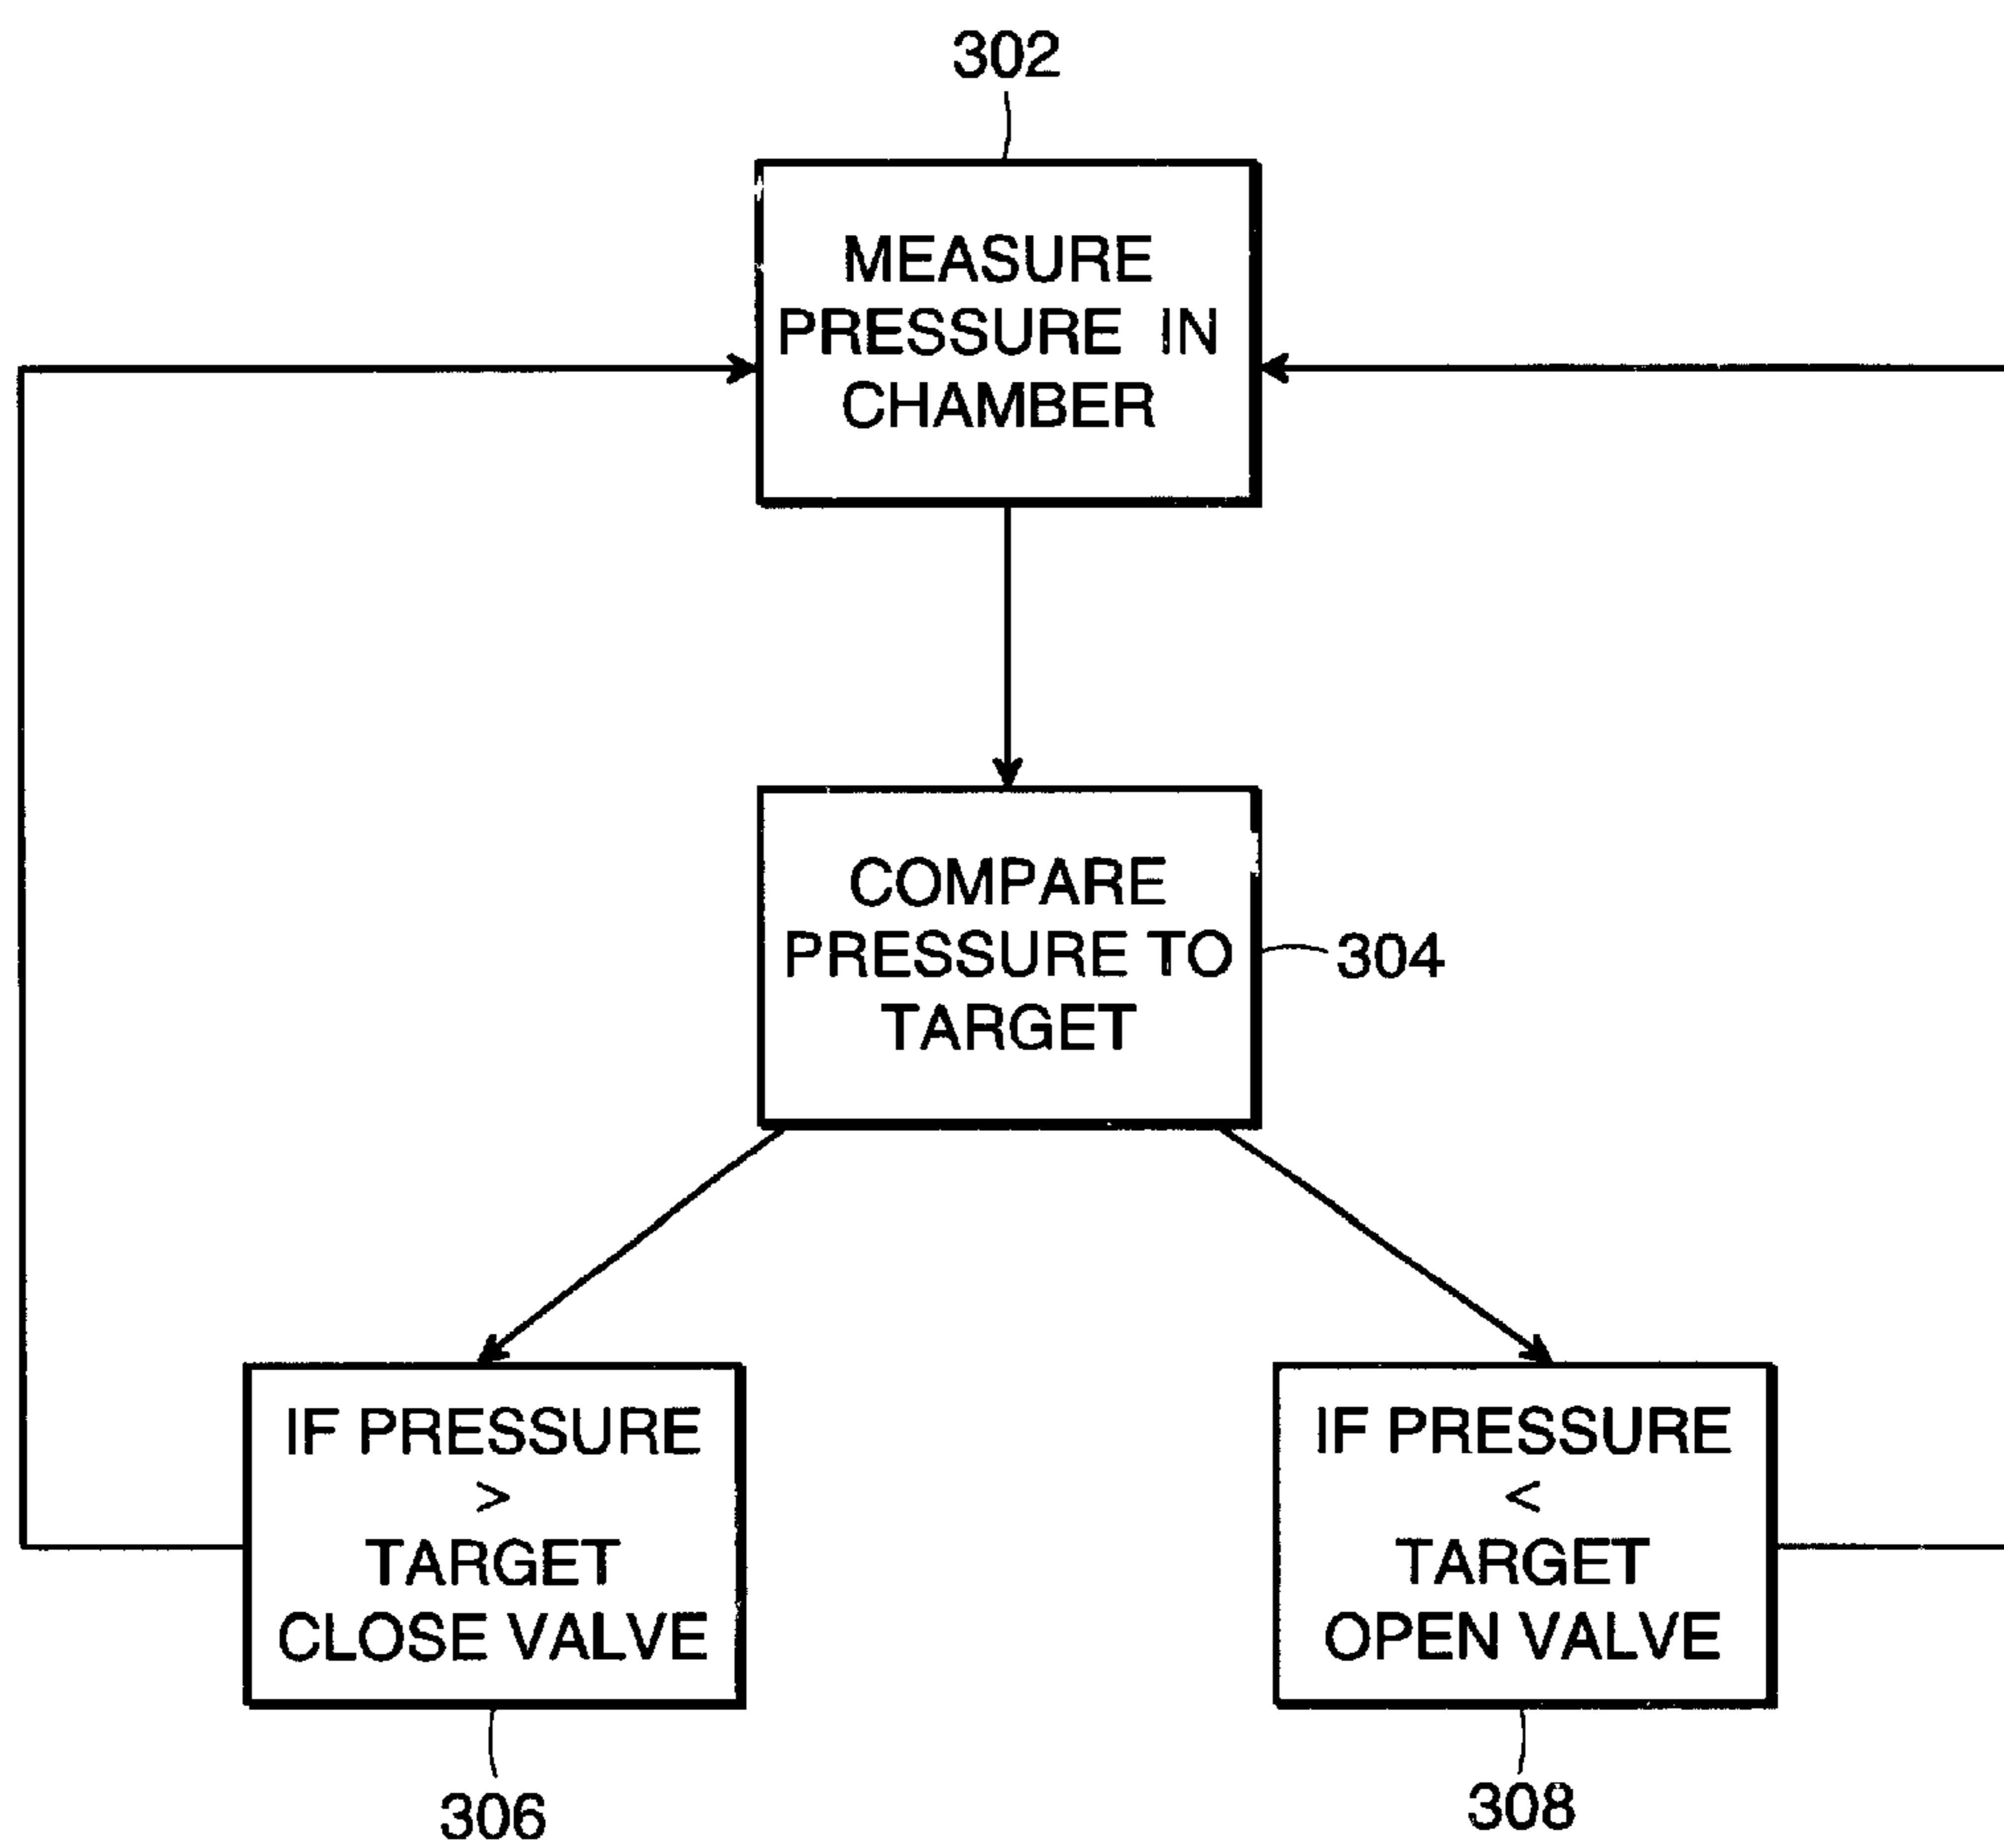 302
MEASURE
PRESSURE IN
CHAMBER
COMPARE
PRESSURE TO
TARGET
304
IF PRESSURE
>
TARGET
CLOSE VALVE
306
IF PRESSURE
<
TARGET
OPEN VALVE
308